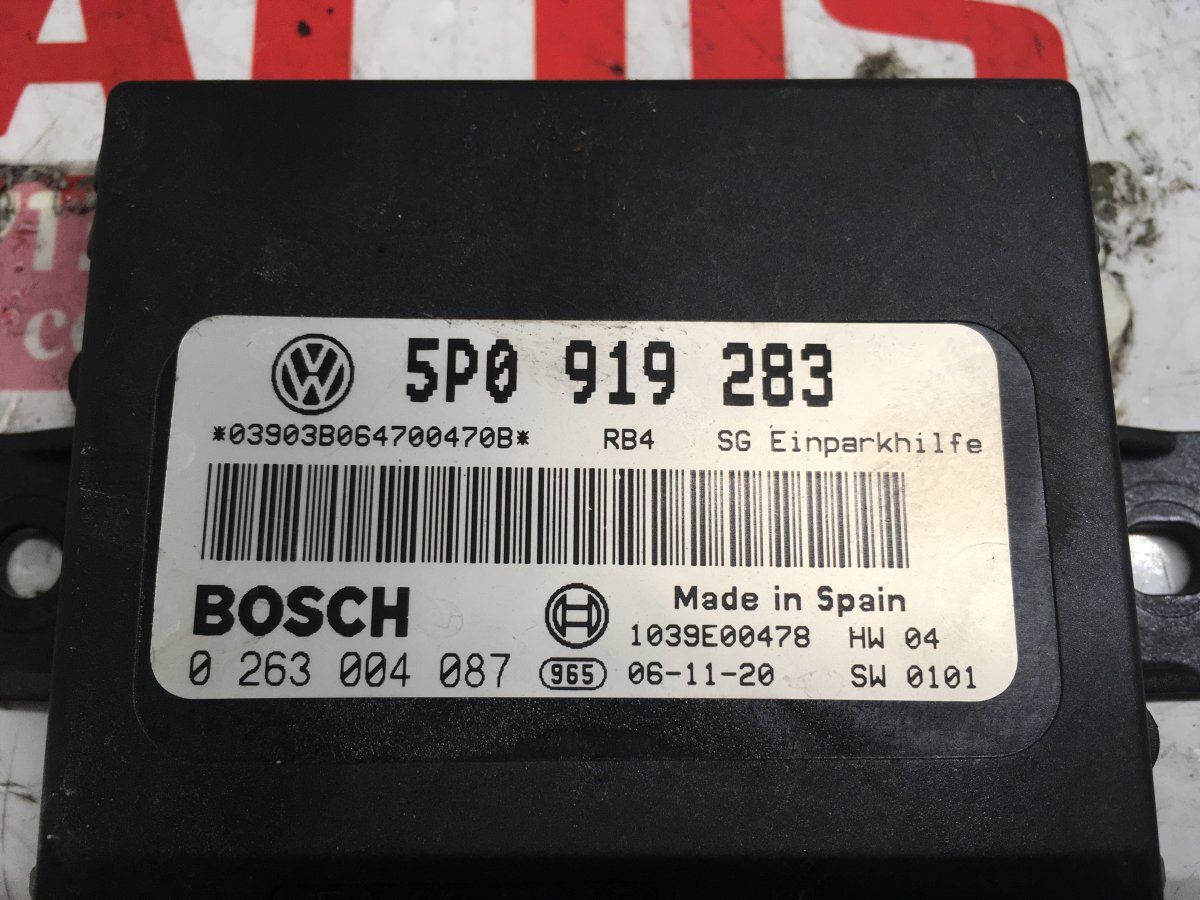 5P0 919 283
*03903B064700470B* RB4 SG Einparkhilfe
BOSCH
Made in Spain
1039E00478 HW 04
0 263 004 087 965 06-11-20 SW 0101